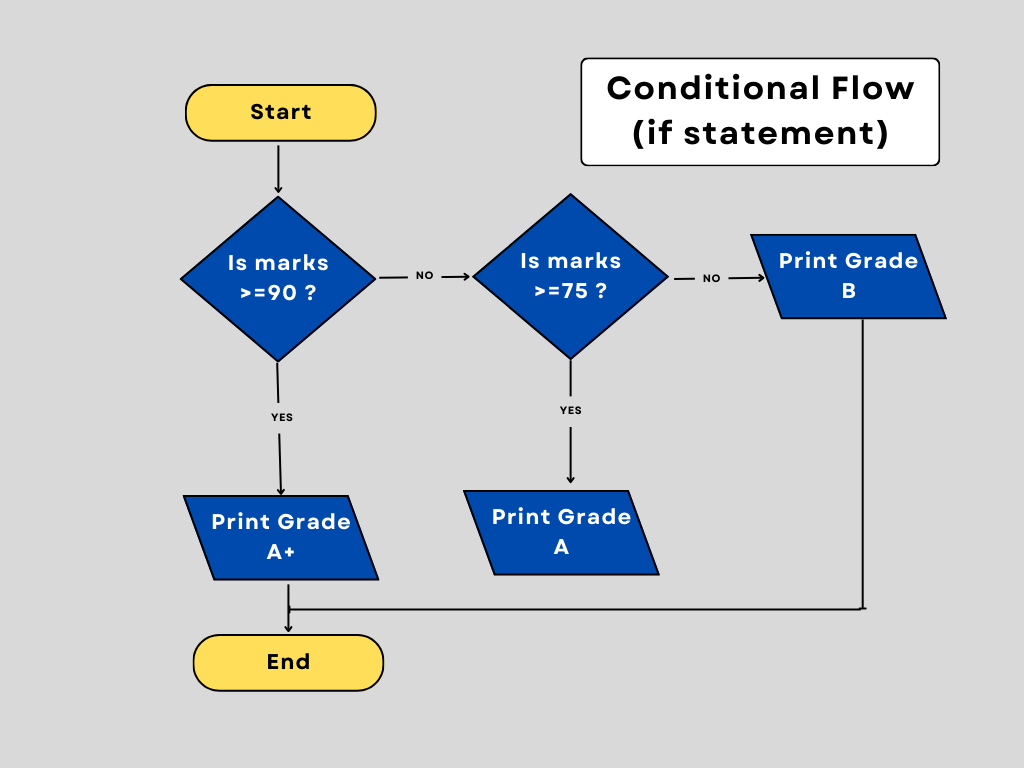 Conditional Flow
(if statement)
Start
Is marks
>=90 ?
NO
Is marks
>=75 ?
NO
Print Grade
B
YES
YES
Print Grade
A+
Print Grade
A
End